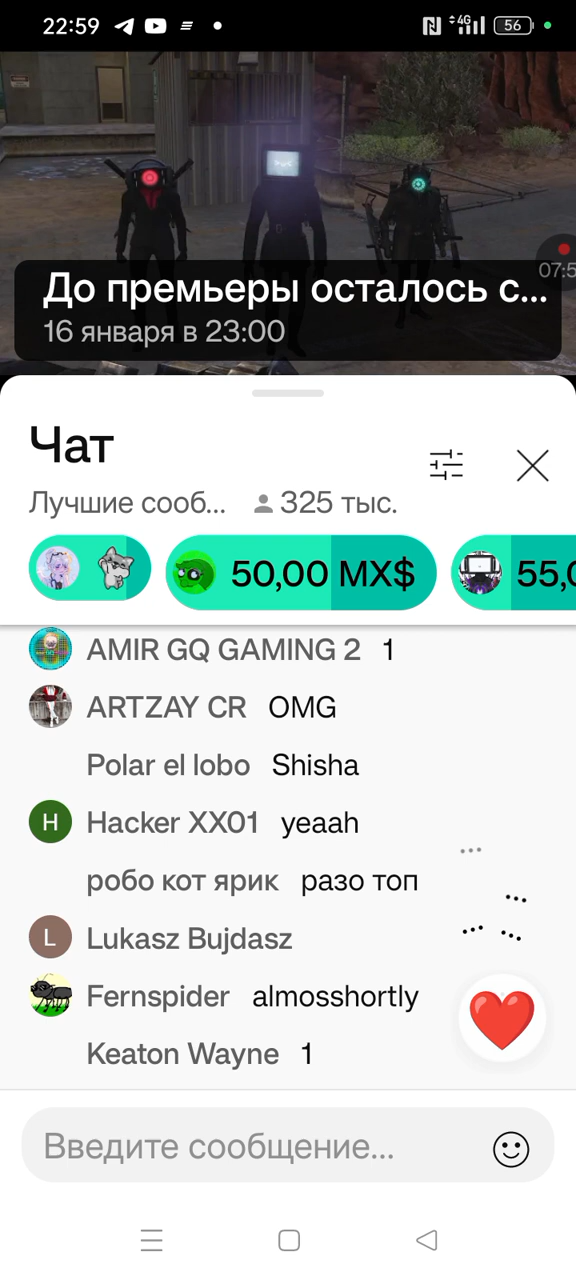 22:59
4G
56
07:5
До премьеры осталось с...
16 января в 23:00
Чат
Лучшие сооб... 325 тыс.
50,00 MX$
55,0
AMIR GQ GAMING 2 1
ARTZAY CR OMG
Polar el lobo Shisha
H Hacker XX01 yeaah
робо кот ярик разо топ
L Lukasz Bujdasz
Fernspider almosshortly
Keaton Wayne 1
Введите сообщение...